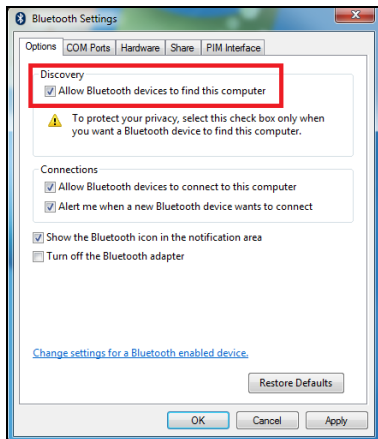 Bluetooth Settings
Options COM Ports Hardware Share PIM Interface
Discovery
Allow Bluetooth devices to find this computer
To protect your privacy, select this check box only when
you want a Bluetooth device to find this computer.
Connections
Allow Bluetooth devices to connect to this computer
Alert me when a new Bluetooth device wants to connect
Show the Bluetooth icon in the notification area
Turn off the Bluetooth adapter
Change settings for a Bluetooth enabled device.
Restore Defaults
OK Cancel Apply